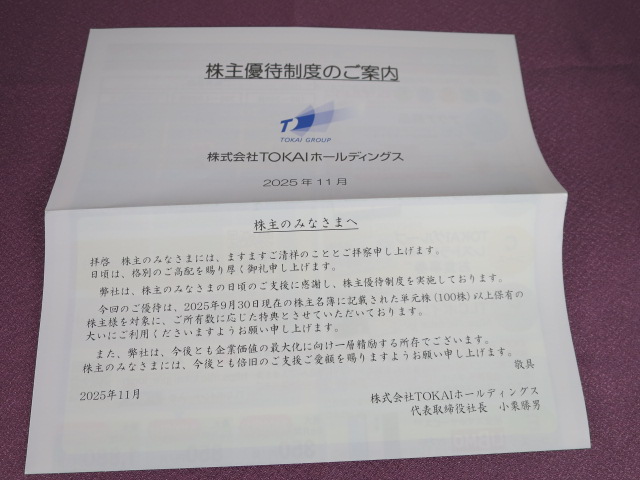 株主優待制度のご案内
T
TOKAI GROUP
株式会社TOKAIホールディングス
2025年11月
株主のみなさまへ
拝啓 株主のみなさまには、ますますご清祥のこととご拝察申し上げます。
日頃は、格別のご高配を賜り厚く御礼申し上げます。
弊社は、株主のみなさまの日頃のご支援に感謝し、株主優待制度を実施しております。
今回のご優待は、2025年9月30日現在の株主名簿に記載された単元株(100株)以上保有の
株主様を対象に、ご所有数に応じた特典とさせていただいております。
大いにご利用くださいますようお願い申し上げます。
また、弊社は、今後とも企業価値の最大化に向け一層精励する所存でございます。
株主のみなさまには、今後とも倍旧のご支援ご愛顧を賜りますようお願い申し上げます。
敬具
2025年11月
株式会社TOKAIホールディングス
代表取締役社長 小栗勝男